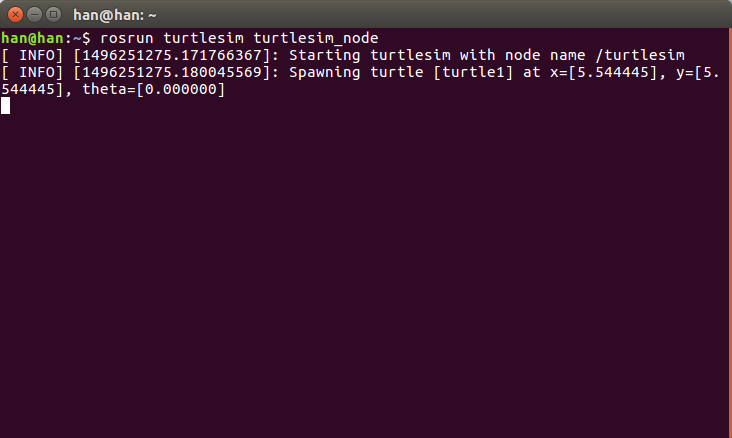 han@han: ~
han@han:~$ rosrun turtlesim turtlesim_node
[ INFO] [1496251275.171766367]: Starting turtlesim with node name /turtlesim
[ INFO] [1496251275.180045569]: Spawning turtle [turtle1] at x=[5.544445], y=[5.
544445], theta=[0.000000]